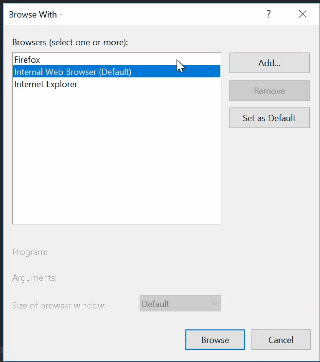 Browse With -
Browsers (select one or more):
Firefox
Internal Web Browser (Default)
Internet Explorer
Add...
Remove
Set as Default
Program:
Arguments:
Size of browser window:
Default
Browse
Cancel